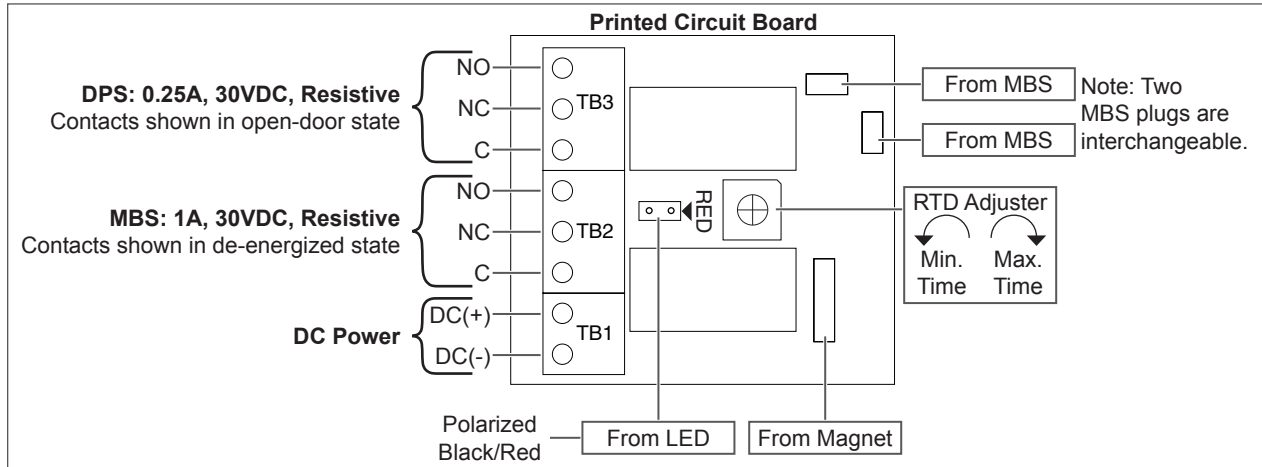 Printed Circuit Board
DPS: 0.25A, 30VDC, Resistive
Contacts shown in open-door state
NO
NC
C
TB3
MBS: 1A, 30VDC, Resistive
Contacts shown in de-energized state
NO
NC
C
TB2
DC Power
DC(+)
DC(-)
TB1
RED
From MBS
From MBS
Note: Two
MBS plugs are
interchangeable.
RTD Adjuster
Min.
Time
Max.
Time
Polarized
Black/Red
From LED
From Magnet